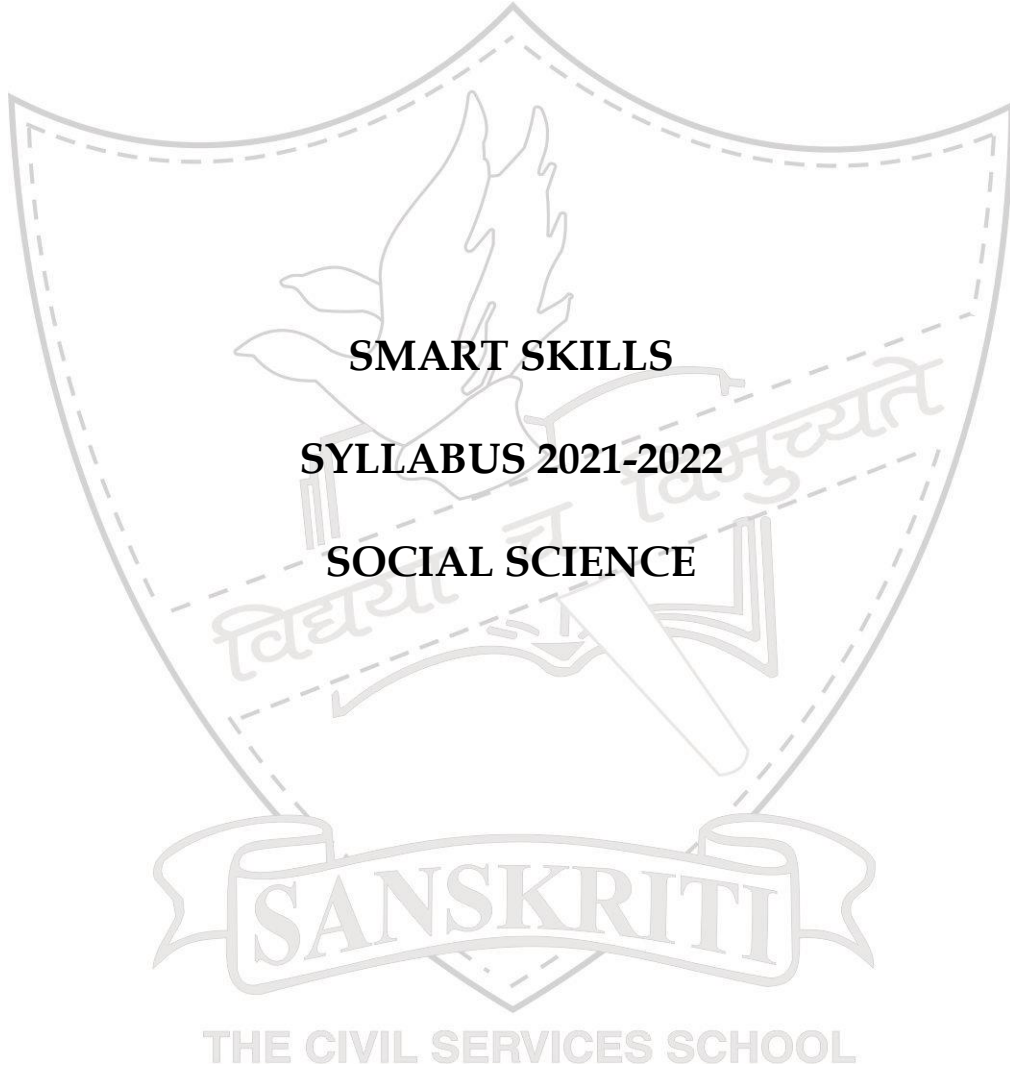 SMART SKILLS
SYLLABUS 2021-2022
SOCIAL SCIENCE
विद्यया च विमुच्यते
SANSKRITI
THE CIVIL SERVICES SCHOOL